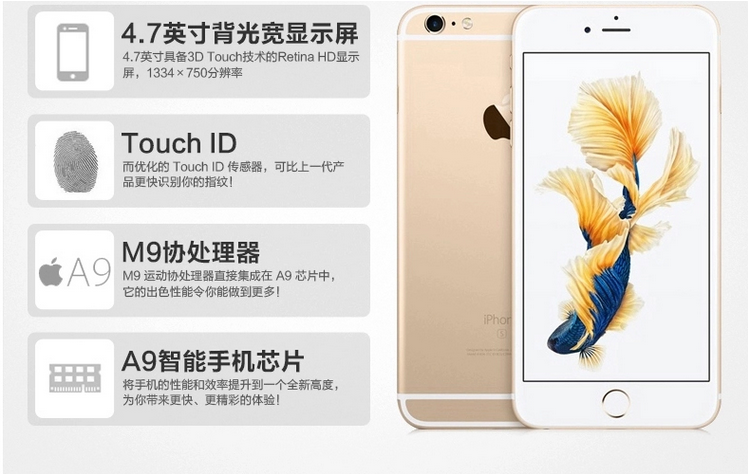 4.7英寸背光宽显示屏
4.7英寸具备3D Touch技术的Retina HD显示
屏，1334×750分辨率
Touch ID
而优化的 Touch ID 传感器，可比上一代产
品更快识别你的指纹！
A9
M9协处理器
M9 运动协处理器直接集成在 A9 芯片中，
它的出色性能令你能做到更多！
A9智能手机芯片
将手机的性能和效率提升到一个全新高度，
为你带来更快、更精彩的体验！
iPhon
S